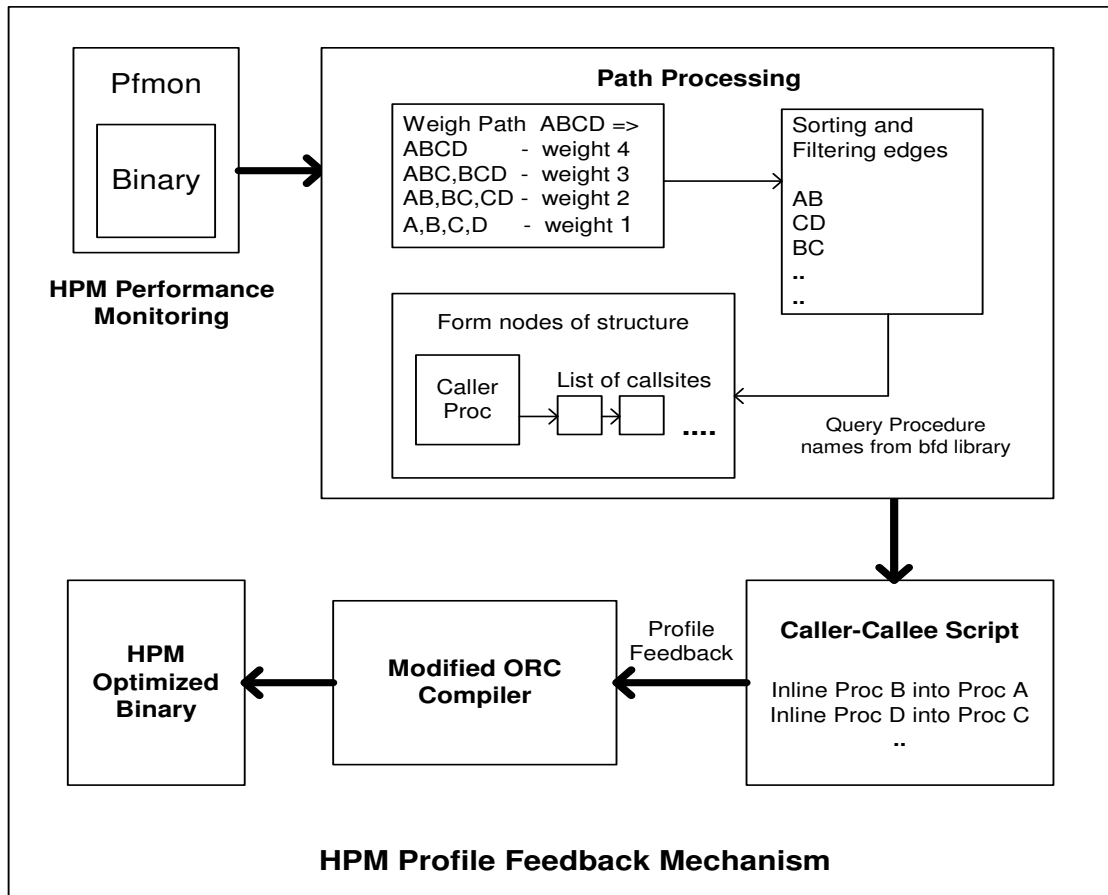 Pfmon
Binary
HPM Performance
Monitoring
Path Processing
Weigh Path ABCD =>
ABCD - weight 4
ABC,BCD - weight 3
AB,BC,CD - weight 2
A,B,C,D - weight 1
Sorting and
Filtering edges
AB
CD
BC
..
..
Form nodes of structure
Caller
Proc
List of callsites
....
Query Procedure
names from bfd library
HPM
Optimized
Binary
Modified ORC
Compiler
Profile
Feedback
Caller-Callee Script
Inline Proc B into Proc A
Inline Proc D into Proc C
..
HPM Profile Feedback Mechanism